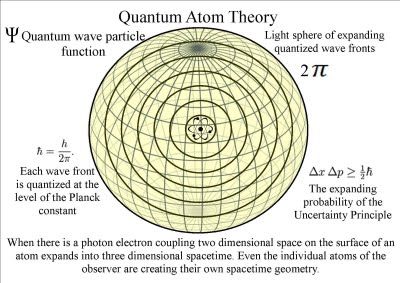 Quantum Atom Theory
Ψ Quantum wave particle
function
Light sphere of expanding
quantized wave fronts
2π
ħ = h/2π.
Each wave front
is quantized at the
level of the Planck
constant
Δx Δp ≥ ½ħ
The expanding
probability of the
Uncertainty Principle
When there is a photon electron coupling two dimensional space on the surface of an
atom expands into three dimensional spacetime. Even the individual atoms of the
observer are creating their own spacetime geometry.